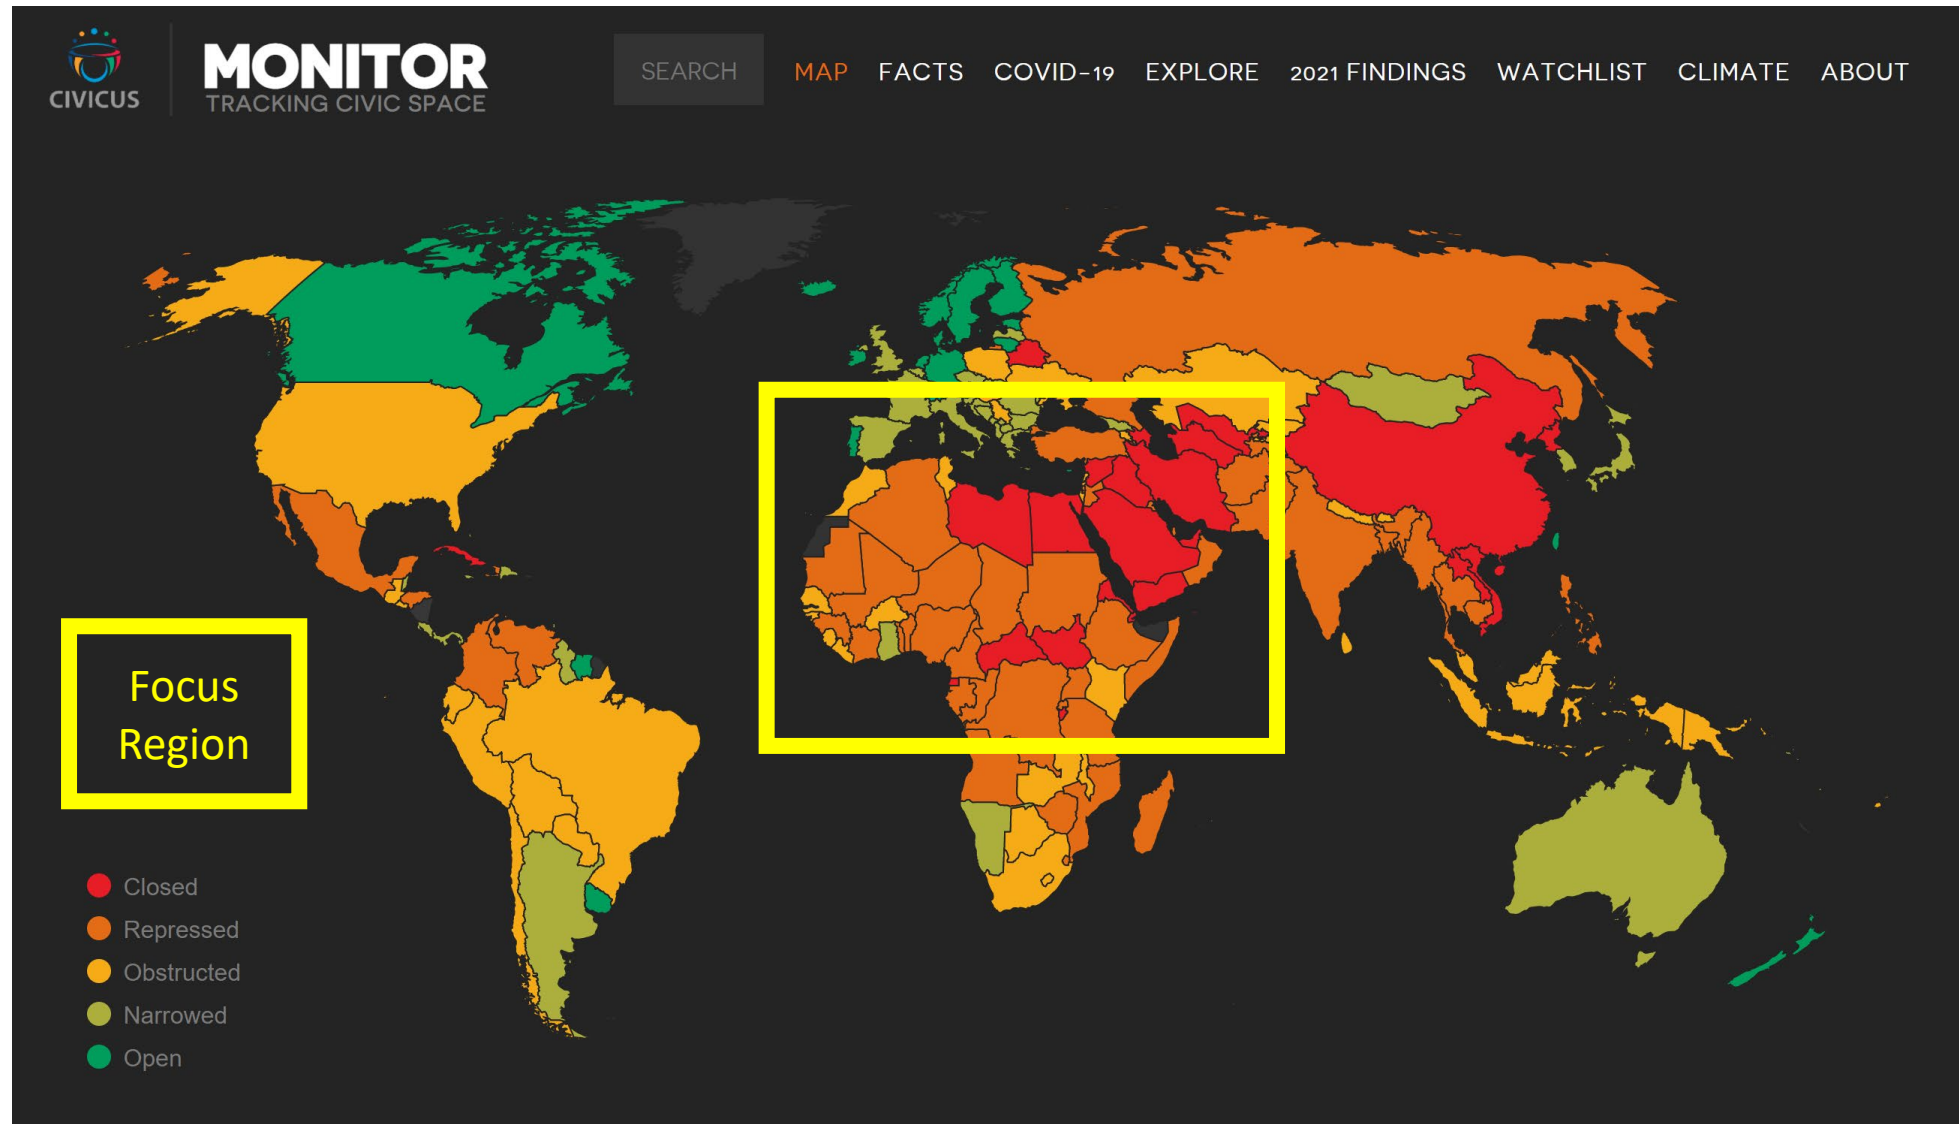 CIVICUS
MONITOR
TRACKING CIVIC SPACE
SEARCH MAP FACTS COVID-19 EXPLORE 2021 FINDINGS WATCHLIST CLIMATE ABOUT
Focus
Region
Closed
Repressed
Obstructed
Narrowed
Open